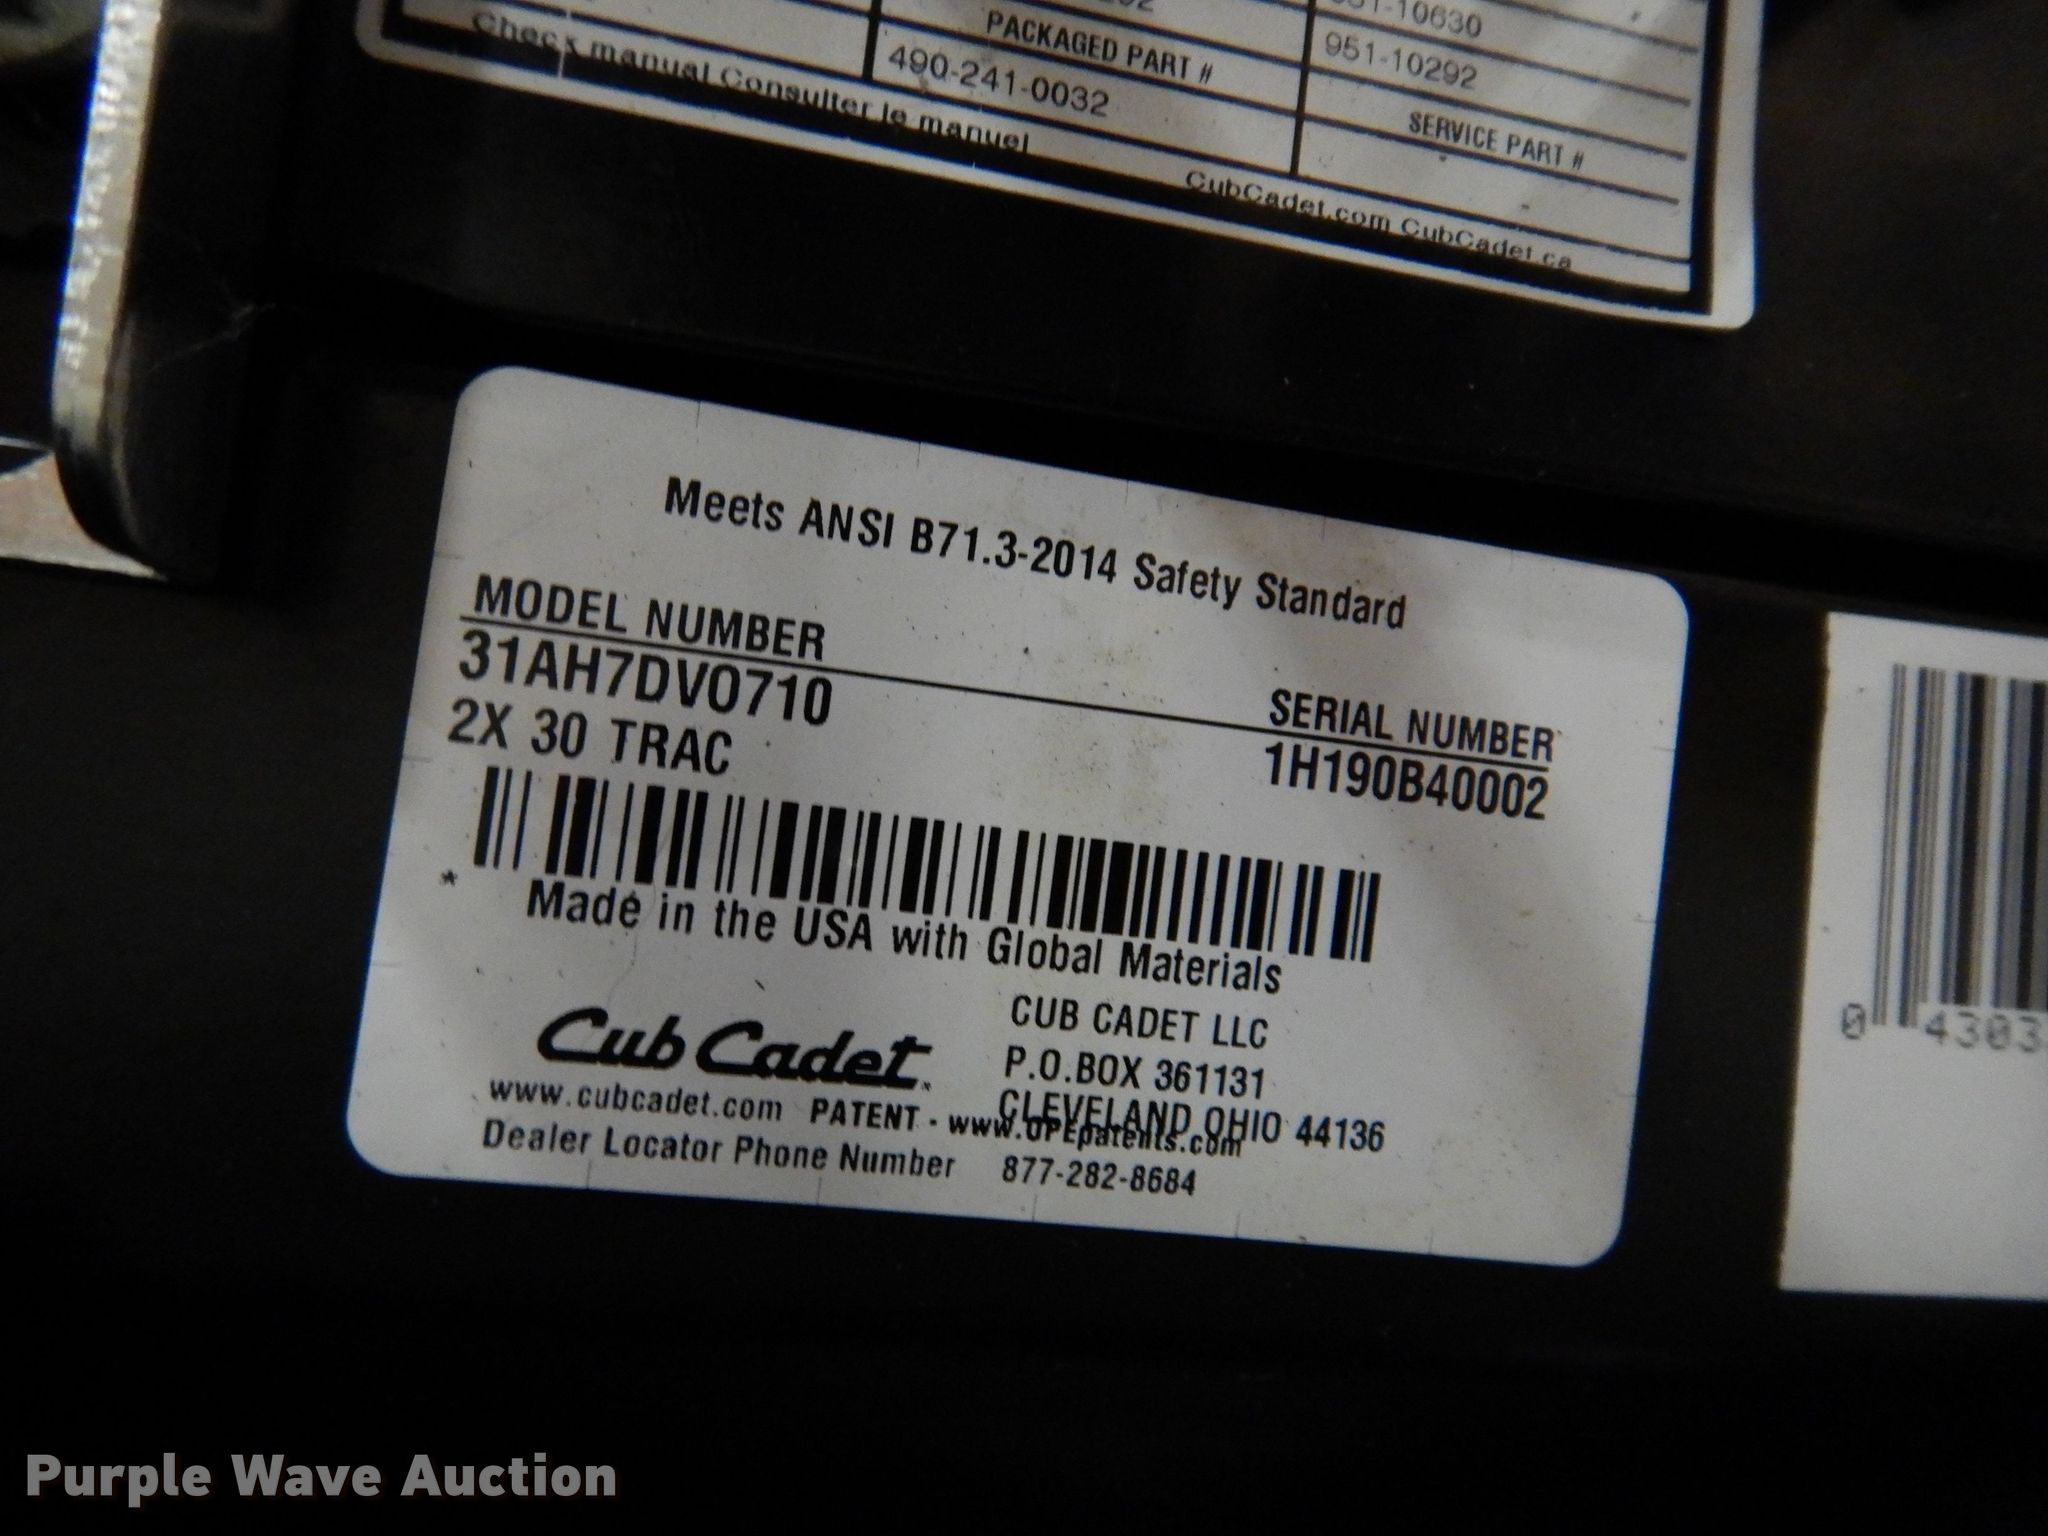 10630
PACKAGED PART #
951-10292
490-241-0032
SERVICE PART #
Check manual Consulter le manuel
CubCadet.com CubCadet.ca
Meets ANSI B71.3-2014 Safety Standard
MODEL NUMBER
SERIAL NUMBER
31AH7DVO710
1H190B40002
2X 30 TRAC
*
Made in the USA with Global Materials
Cub Cadet
CUB CADET LLC
P.O.BOX 361131
CLEVELAND OHIO 44136
www.cubcadet.com PATENT - www.OPEpatents.com
Dealer Locator Phone Number 877-282-8684
0 4303
Purple Wave Auction